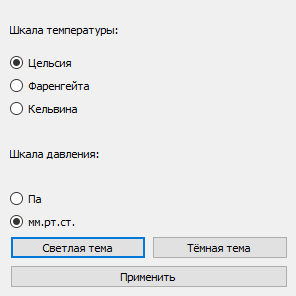 Шкала температуры:
Цельсия
Фаренгейта
Кельвина
Шкала давления:
Па
мм.рт.ст.
Светлая тема
Тёмная тема
Применить